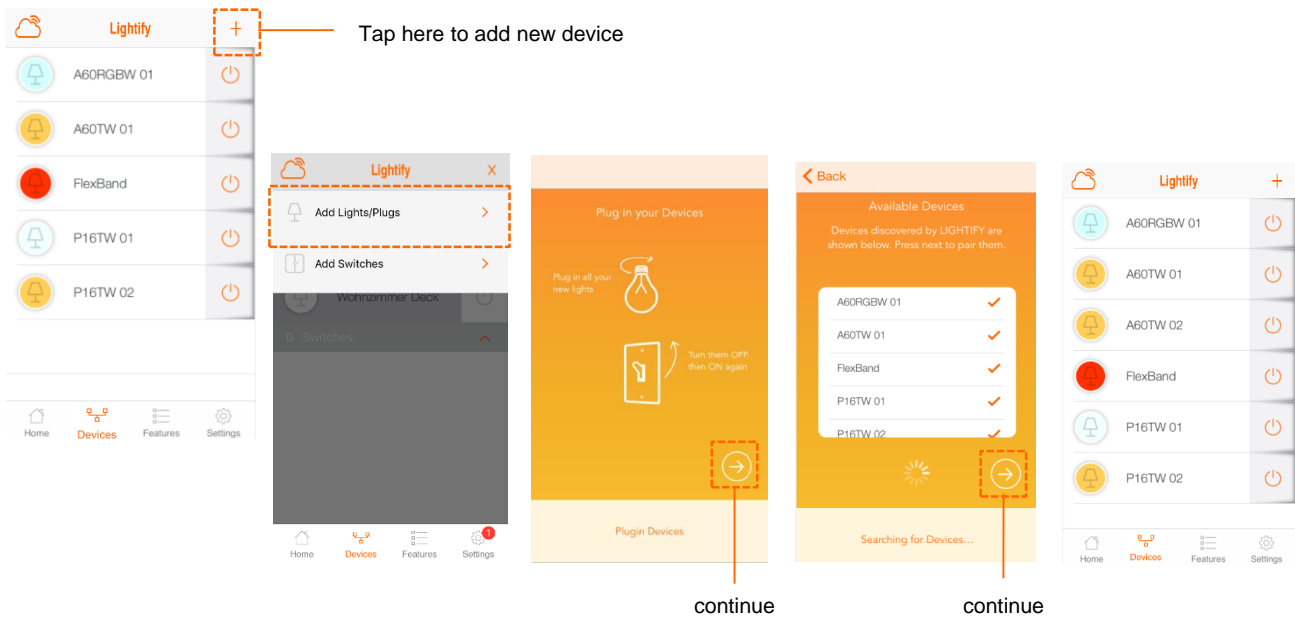 Lightify
+
Tap here to add new device
A60RGBW 01
A60TW 01
FlexBand
P16TW 01
P16TW 02
Home
Devices
Features
Settings
Lightify
X
Add Lights/Plugs
Add Switches
Wohnzimmer Deck
0 Switches
Home
Devices
Features
1
Settings
Plug in your Devices
Plug in all your
new lights
Turn them OFF,
then ON again
Plugin Devices
continue
Back
Available Devices
Devices discovered by LIGHTIFY are
shown below. Press next to pair them.
A60RGBW 01
A60TW 01
FlexBand
P16TW 01
P16TW 02
Searching for Devices...
continue
Lightify
+
A60RGBW 01
A60TW 01
A60TW 02
FlexBand
P16TW 01
P16TW 02
Home
Devices
Features
Settings